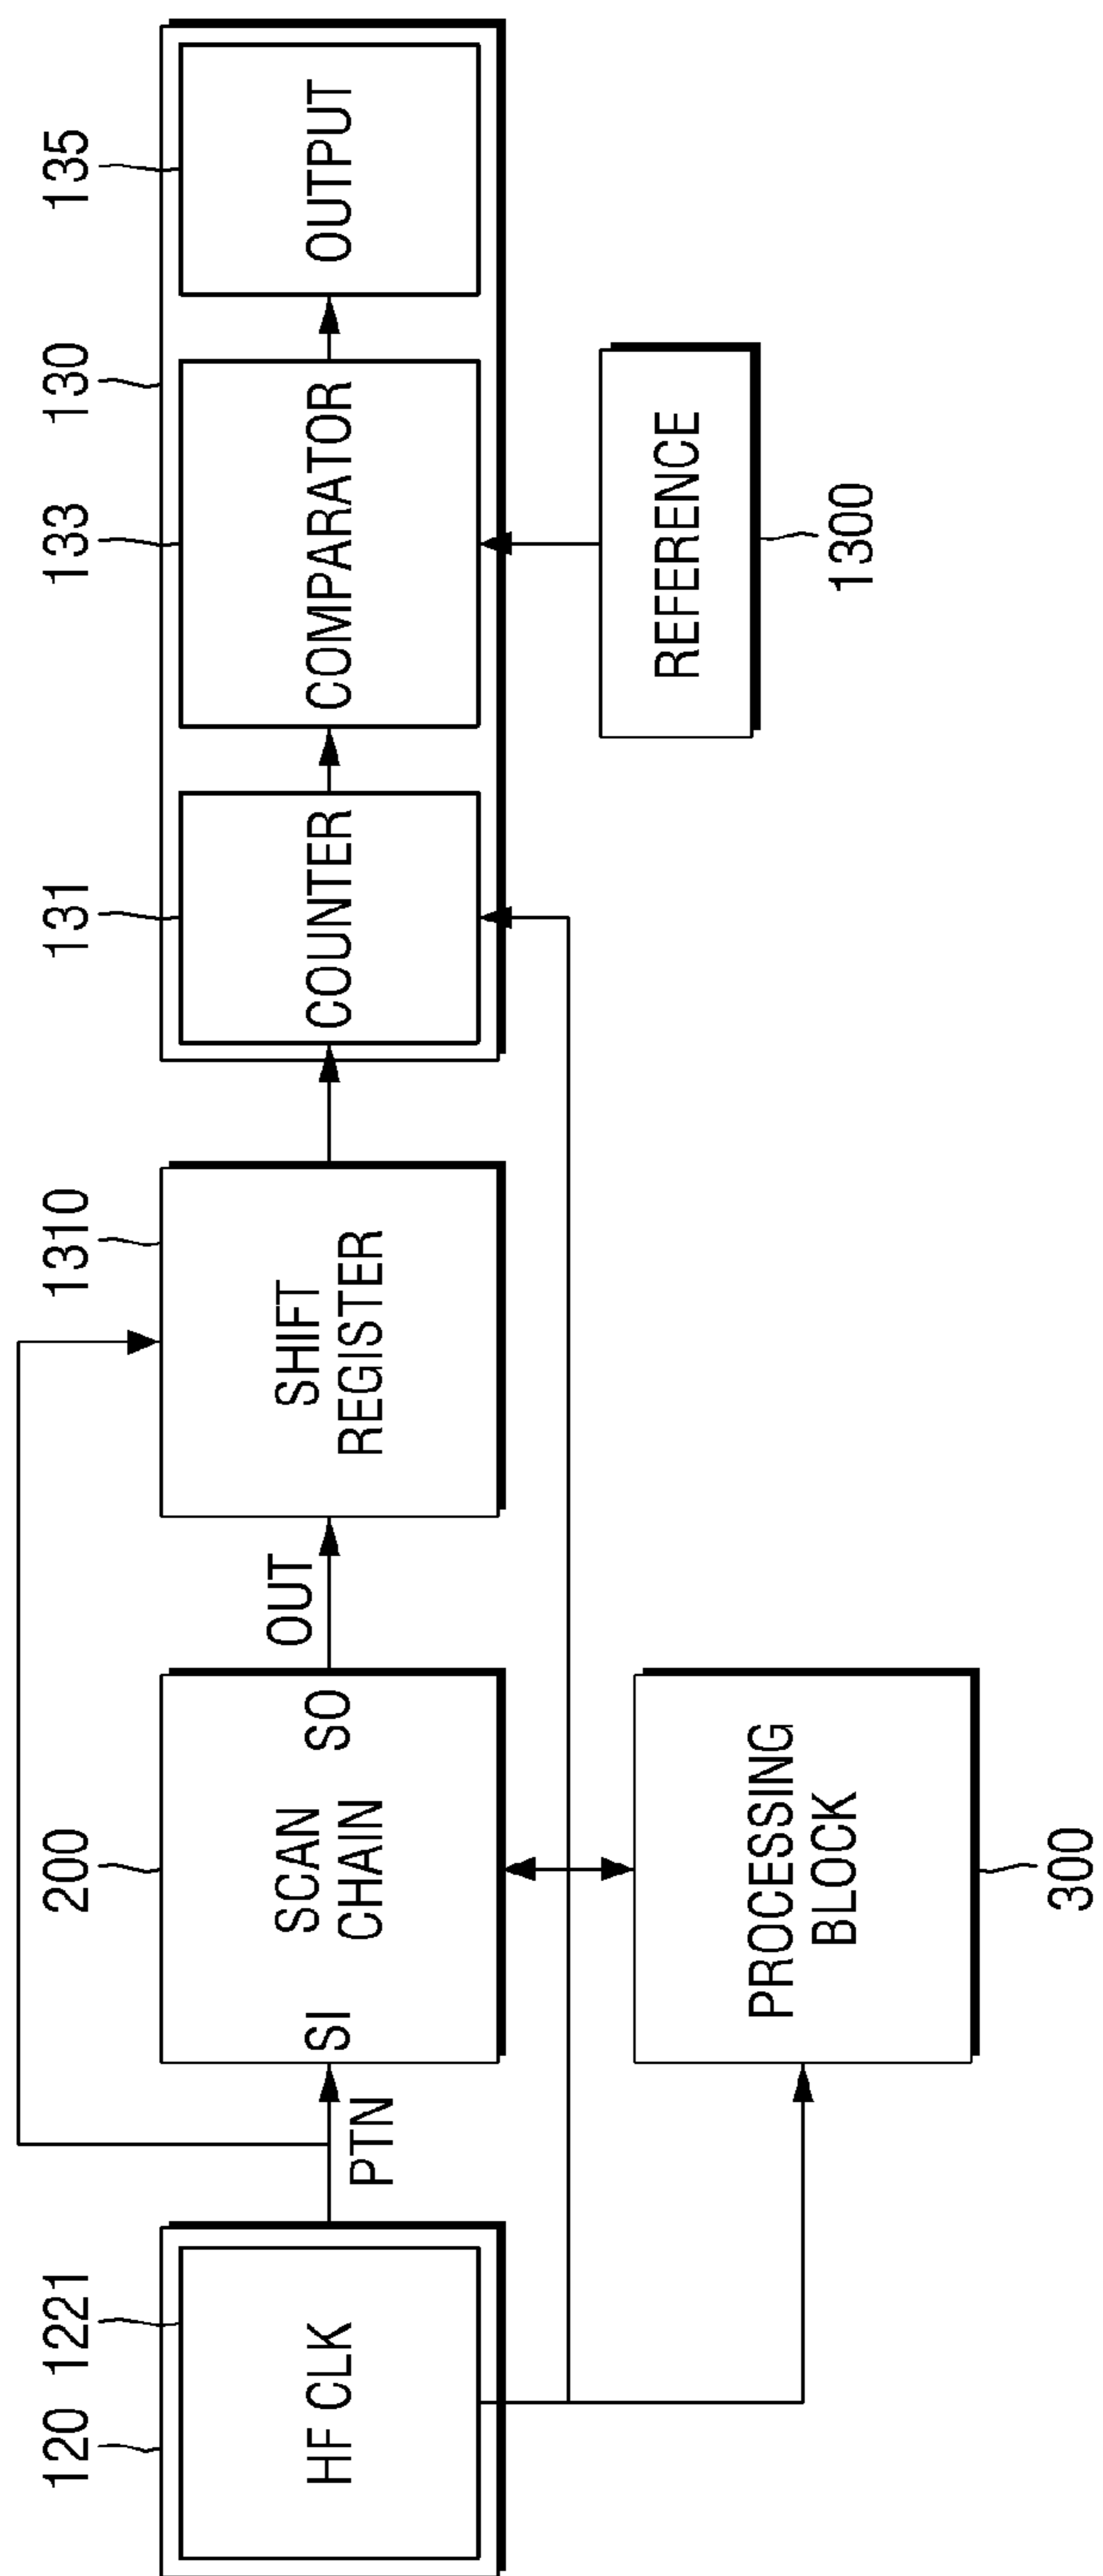 120
1221
200
1310
131
133
130
135
HF CLK
PTN
SI
SCAN
CHAIN
SO
OUT
SHIFT
REGISTER
COUNTER
COMPARATOR
OUTPUT
PROCESSING
BLOCK
300
REFERENCE
1300